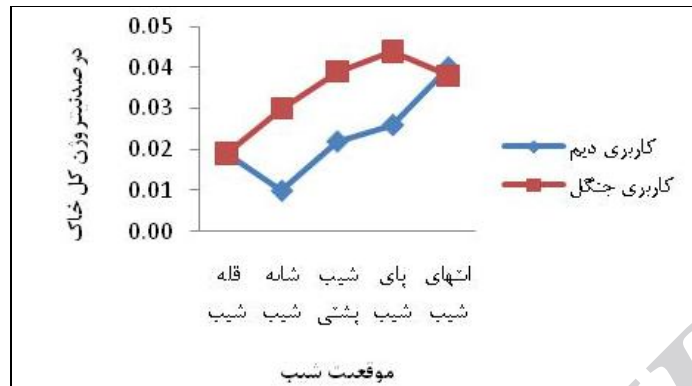 0.05
0.04
0.03
0.02
0.01
0.00
درصدنیتروژن کل خاک
کاربری دیم
کاربری جنگل
قله شانه شیب پای انتهای
شیب شیب پشتی شیب شیب
موقعیت شیب